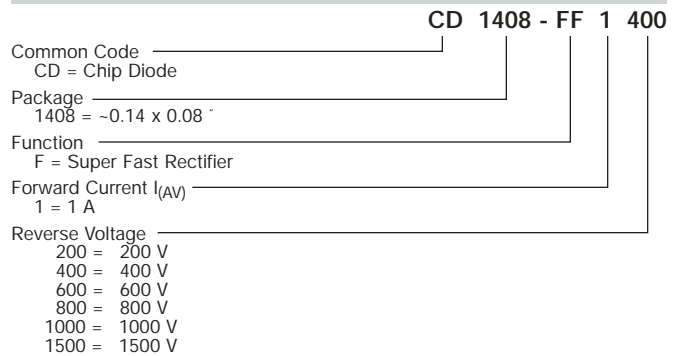 CD 1408 - FF 1 400
Common Code
CD = Chip Diode
Package
1408 = ~0.14 x 0.08 ˝
Function
F = Super Fast Rectifier
Forward Current I(AV)
1 = 1 A
Reverse Voltage
200 = 200 V
400 = 400 V
600 = 600 V
800 = 800 V
1000 = 1000 V
1500 = 1500 V